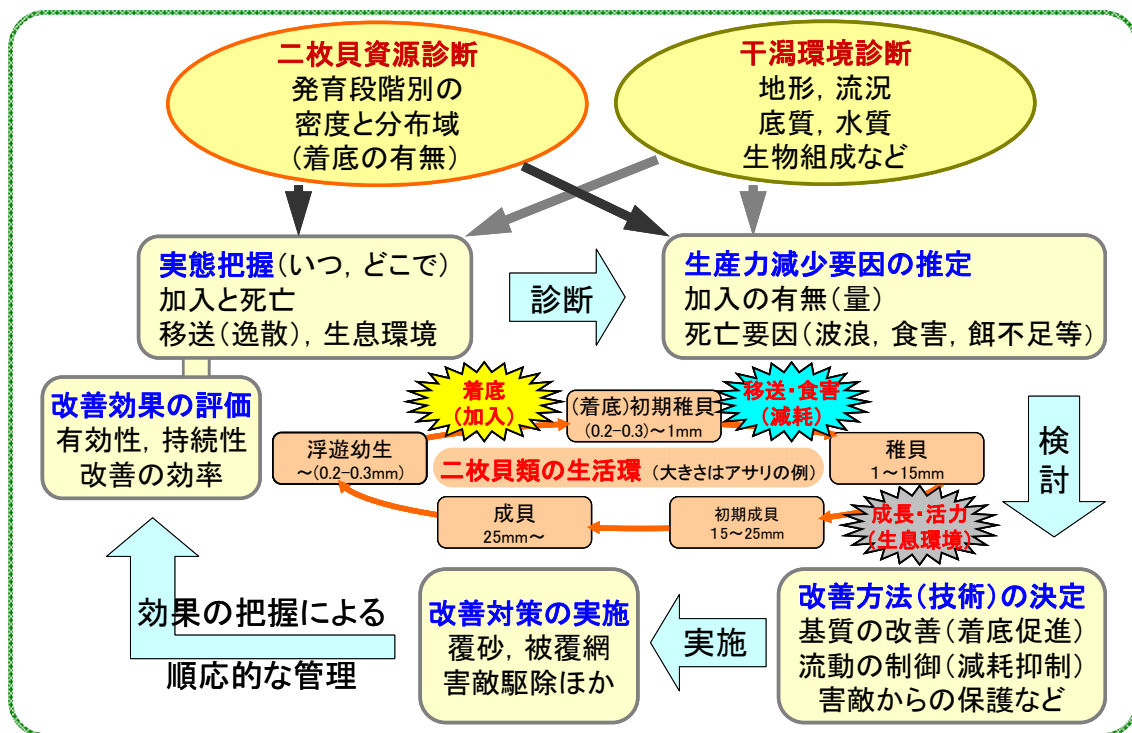 二枚貝資源診断
発育段階別の
密度と分布域
(着底の有無)
干潟環境診断
地形, 流況
底質, 水質
生物組成など
実態把握(いつ, どこで)
加入と死亡
移送(逸散), 生息環境
診断
生産力減少要因の推定
加入の有無(量)
死亡要因(波浪, 食害, 餌不足等)
改善効果の評価
有効性, 持続性
改善の効率
着底
(加入)
(着底)初期稚貝
(0.2-0.3)～1mm
移送・食害
(減耗)
浮遊幼生
～(0.2-0.3mm)
二枚貝類の生活環 (大きさはアサリの例)
稚貝
1～15mm
成貝
25mm～
初期成貝
15～25mm
成長・活力
(生息環境)
検討
効果の把握による
順応的な管理
改善対策の実施
覆砂, 被覆網
害敵駆除ほか
実施
改善方法(技術)の決定
基質の改善(着底促進)
流動の制御(減耗抑制)
害敵からの保護など